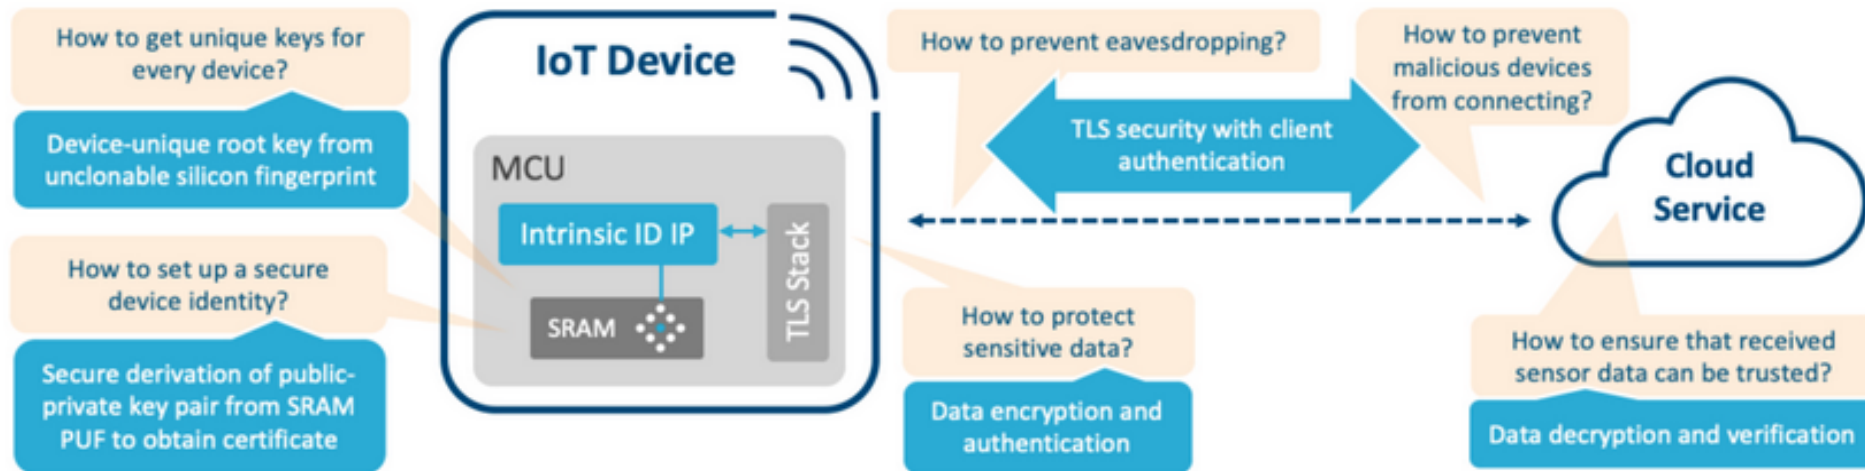 How to get unique keys for
every device?
Device-unique root key from
unclonable silicon fingerprint
How to set up a secure
device identity?
Secure derivation of public-
private key pair from SRAM
PUF to obtain certificate
IoT Device
MCU
Intrinsic ID IP
SRAM
TLS Stack
How to prevent eavesdropping?
How to prevent
malicious devices
from connecting?
TLS security with client
authentication
Cloud
Service
How to protect
sensitive data?
Data encryption and
authentication
How to ensure that received
sensor data can be trusted?
Data decryption and verification